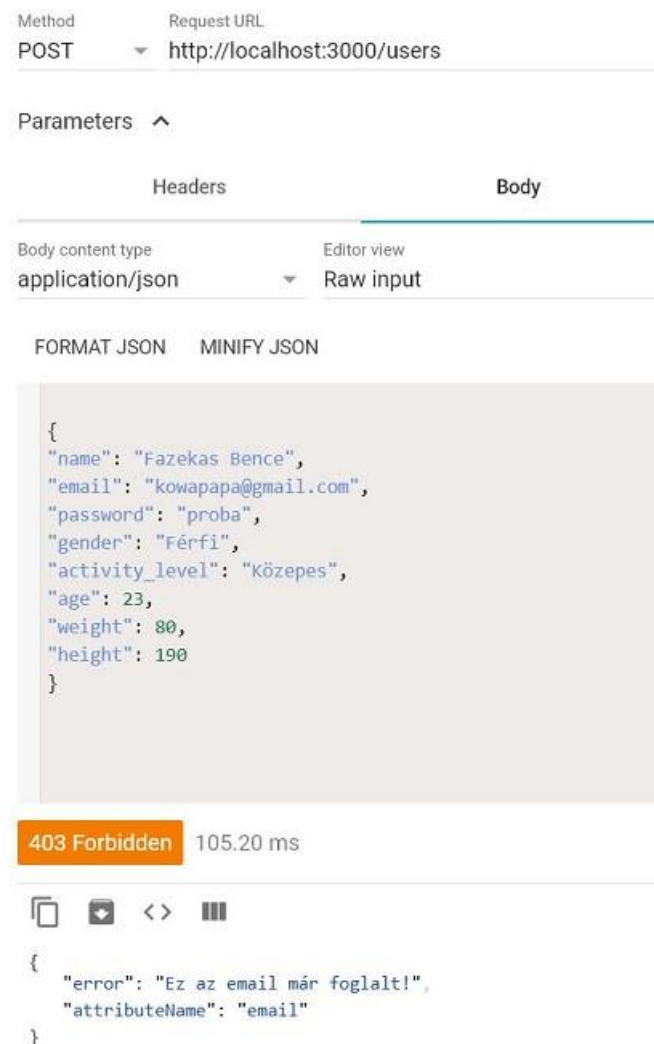 Method Request URL
POST http://localhost:3000/users
Parameters
Headers Body
Body content type Editor view
application/json Raw input
FORMAT JSON MINIFY JSON
{
"name": "Fazekas Bence",
"email": "kowapapa@gmail.com",
"password": "proba",
"gender": "Férfi",
"activity_level": "Közepes",
"age": 23,
"weight": 80,
"height": 190
}
403 Forbidden 105.20 ms
{
"error": "Ez az email már foglalt!",
"attributeName": "email"
}